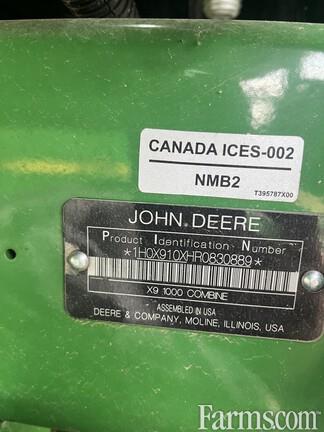 CANADA ICES-002
NMB2
T395787X00
JOHN DEERE
Product Identification Number
*1H0X910XHR0830889*
X9 1000 COMBINE
ASSEMBLED IN USA
DEERE & COMPANY, MOLINE, ILLINOIS, USA
Farms.com®